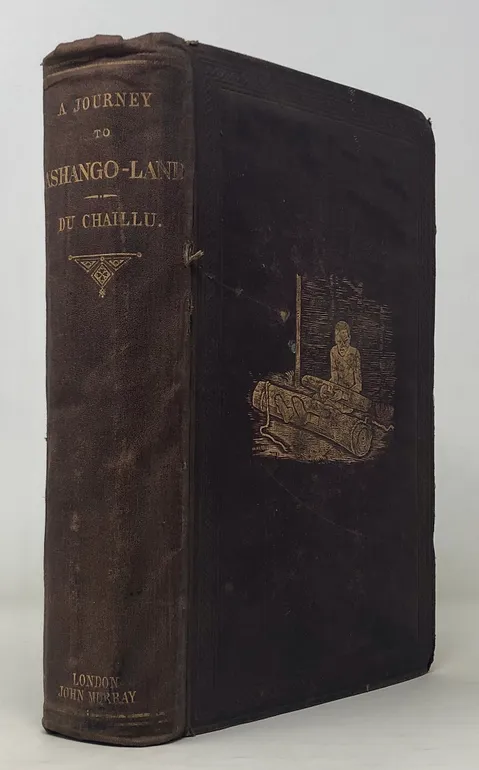 A JOURNEY
TO
ASHANGO-LAND
DU CHAILLU.
LONDON
JOHN MURRAY